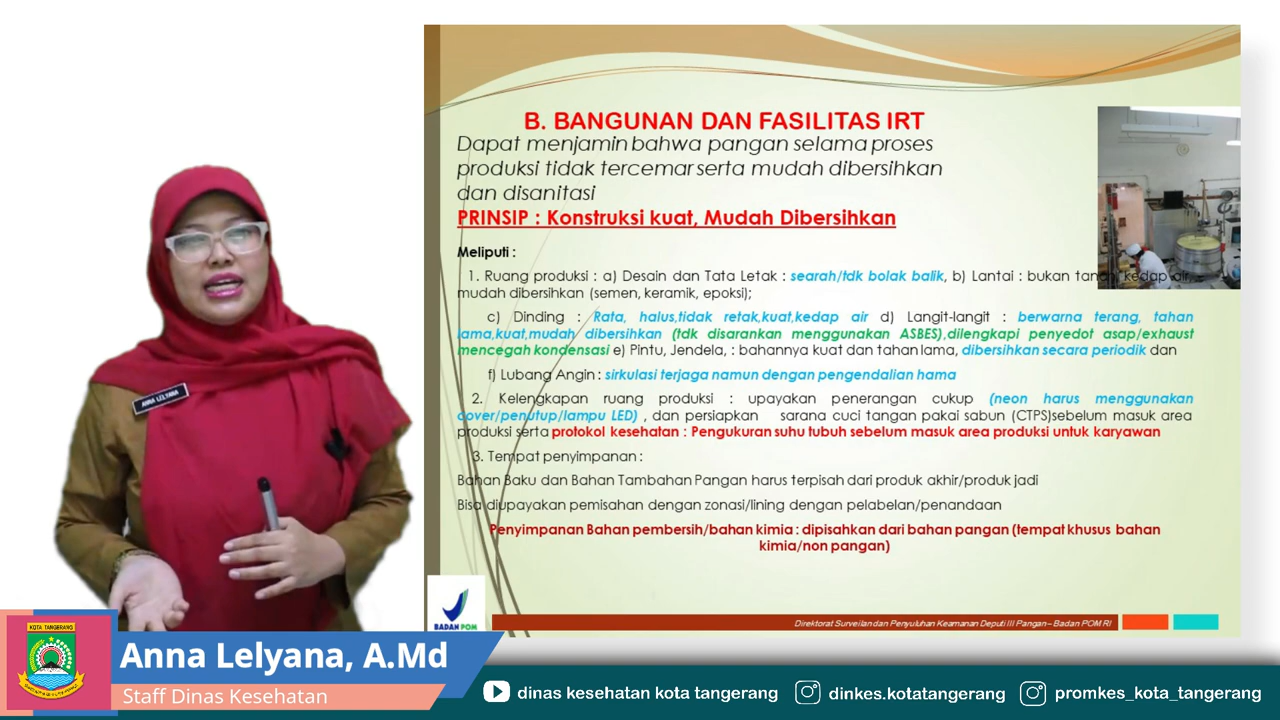 B. BANGUNAN DAN FASILITAS IRT
Dapat menjamin bahwa pangan selama proses
produksi tidak tercemar serta mudah dibersihkan
dan disanitasi
PRINSIP : Konstruksi kuat, Mudah Dibersihkan
Meliputi :
1. Ruang produksi : a) Desain dan Tata Letak : searah/tdk bolak balik, b) Lantai : bukan tanah, kedap air,
mudah dibersihkan (semen, keramik, epoksi);
c) Dinding : Rata, halus,tidak retak,kuat,kedap air d) Langit-langit : berwarna terang, tahan
lama,kuat,mudah dibersihkan (tdk disarankan menggunakan ASBES),dilengkapi penyedot asap/exhaust
mencegah kondensasi e) Pintu, Jendela, : bahannya kuat dan tahan lama, dibersihkan secara periodik dan
f) Lubang Angin : sirkulasi terjaga namun dengan pengendalian hama
2. Kelengkapan ruang produksi : upayakan penerangan cukup (neon harus menggunakan
cover/penutup/lampu LED) , dan persiapkan sarana cuci tangan pakai sabun (CTPS)sebelum masuk area
produksi serta protokol kesehatan : Pengukuran suhu tubuh sebelum masuk area produksi untuk karyawan
3. Tempat penyimpanan :
Bahan Baku dan Bahan Tambahan Pangan harus terpisah dari produk akhir/produk jadi
Bisa diupayakan pemisahan dengan zonasi/lining dengan pelabelan/penandaan
Penyimpanan Bahan pembersih/bahan kimia : dipisahkan dari bahan pangan (tempat khusus bahan
kimia/non pangan)
BADAN POM
Direktorat Surveilan dan Penyuluhan Keamanan Deputi III Pangan– Badan POM RI
ANNA LELYANA
KOTA TANGERANG
Anna Lelyana, A.Md
Staff Dinas Kesehatan
dinas kesehatan kota tangerang
dinkes.kotatangerang
promkes_kota_tangerang